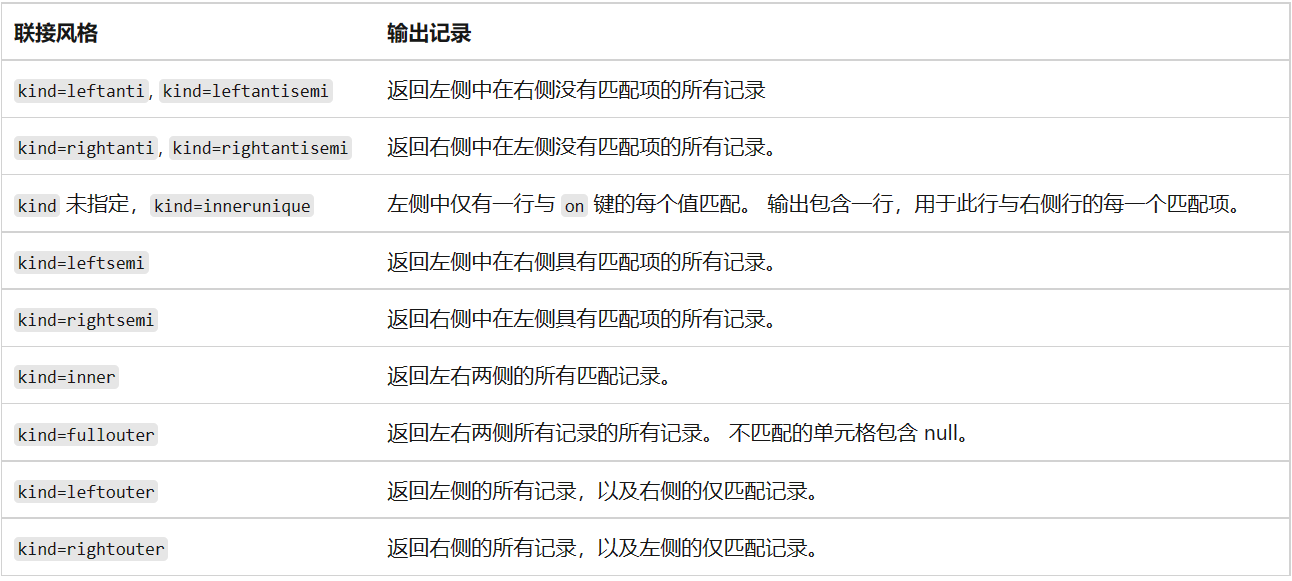 联接风格 输出记录
kind=leftanti, kind=leftantisemi 返回左侧中在右侧没有匹配项的所有记录
kind=rightanti, kind=rightantisemi 返回右侧中在左侧没有匹配项的所有记录。
kind 未指定，kind=innerunique 左侧中仅有一行与 on 键的每个值匹配。 输出包含一行，用于此行与右侧行的每一个匹配项。
kind=leftsemi 返回左侧中在右侧具有匹配项的所有记录。
kind=rightsemi 返回右侧中在左侧具有匹配项的所有记录。
kind=inner 返回左右两侧的所有匹配记录。
kind=fullouter 返回左右两侧所有记录的所有记录。 不匹配的单元格包含 null。
kind=leftouter 返回左侧的所有记录，以及右侧的仅匹配记录。
kind=rightouter 返回右侧的所有记录，以及左侧的仅匹配记录。